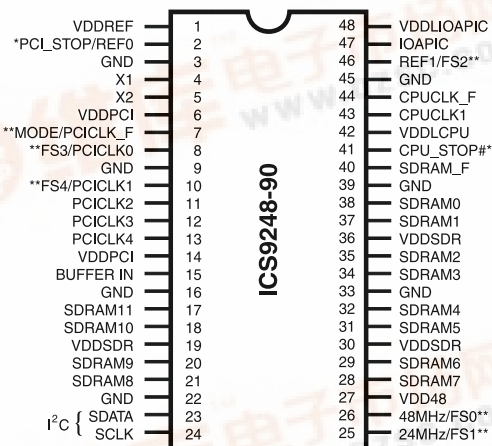 VDDREF 1 48 VDDLIOAPIC
*PCI_STOP/REF0 2 47 IOAPIC
GND 3 46 REF1/FS2**
X1 4 45 GND
X2 5 44 CPUCLK_F
VDDPCI 6 43 CPUCLK1
**MODE/PCICLK_F 7 42 VDDLCPU
**FS3/PCICLK0 8 41 CPU_STOP#*
GND 9 40 SDRAM_F
**FS4/PCICLK1 10 39 GND
PCICLK2 11 38 SDRAM0
PCICLK3 12 37 SDRAM1
PCICLK4 13 36 VDDSDR
VDDPCI 14 35 SDRAM2
BUFFER IN 15 34 SDRAM3
GND 16 33 GND
SDRAM11 17 32 SDRAM4
SDRAM10 18 31 SDRAM5
VDDSDR 19 30 VDDSDR
SDRAM9 20 29 SDRAM6
SDRAM8 21 28 SDRAM7
GND 22 27 VDD48
I²C { SDATA 23 26 48MHz/FS0**
SCLK 24 25 24MHz/FS1**
ICS9248-90